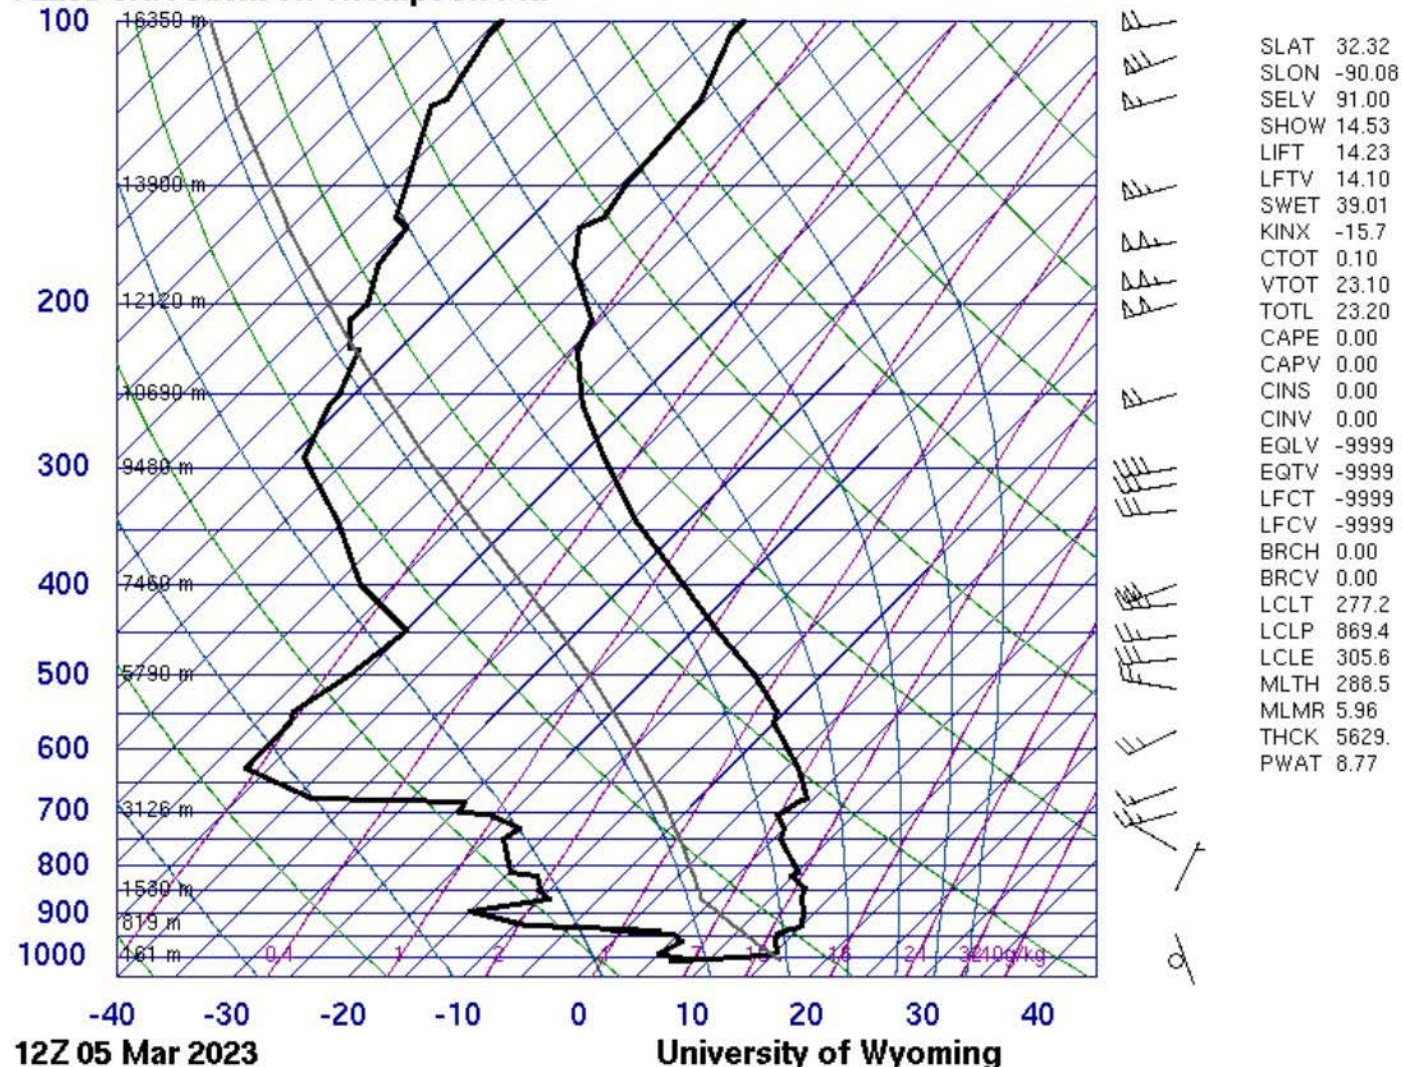 100 16350 m
13900 m
200 12120 m
10690 m
300 9480 m
400 7460 m
500 5790 m
600
700 3126 m
800
1580 m
900
819 m
1000 161 m
0.4 1 2 4 7 10 16 24 32 40g/kg
-40 -30 -20 -10 0 10 20 30 40
12Z 05 Mar 2023 University of Wyoming
SLAT 32.32
SLON -90.08
SELV 91.00
SHOW 14.53
LIFT 14.23
LFTV 14.10
SWET 39.01
KINX -15.7
CTOT 0.10
VTOT 23.10
TOTL 23.20
CAPE 0.00
CAPV 0.00
CINS 0.00
CINV 0.00
EQLV -9999
EQTV -9999
LFCT -9999
LFCV -9999
BRCH 0.00
BRCV 0.00
LCLT 277.2
LCLP 869.4
LCLE 305.6
MLTH 288.5
MLMR 5.96
THCK 5629.
PWAT 8.77